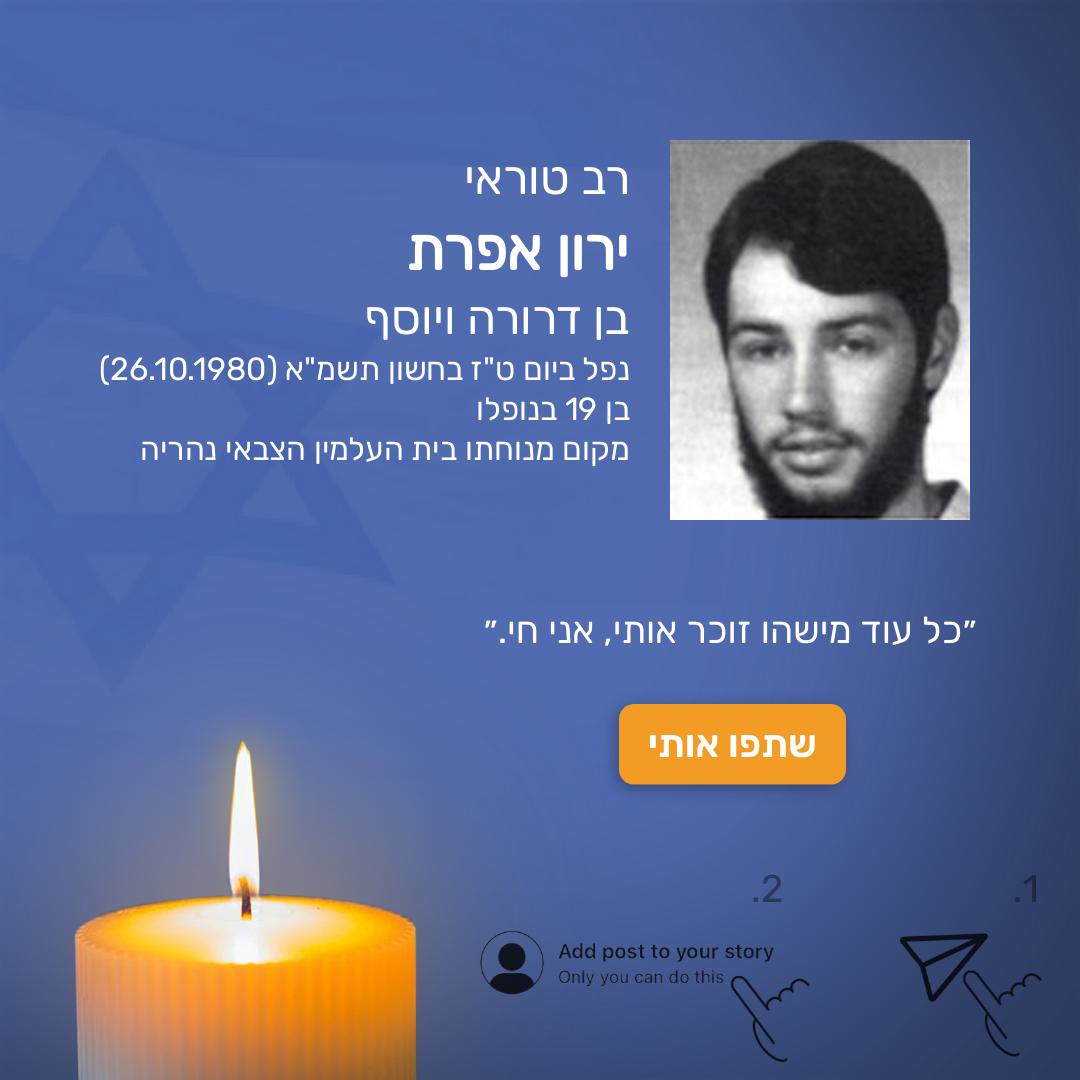 רב טוראי
ירון אפרת
בן דרורה ויוסף
נפל ביום ט"ז בחשון תשמ"א (26.10.1980)
בן 19 בנופלו
מקום מנוחתו בית העלמין הצבאי נהריה
״כל עוד מישהו זוכר אותי, אני חי.״
שתפו אותי
1.
2.
Add post to your story
Only you can do this